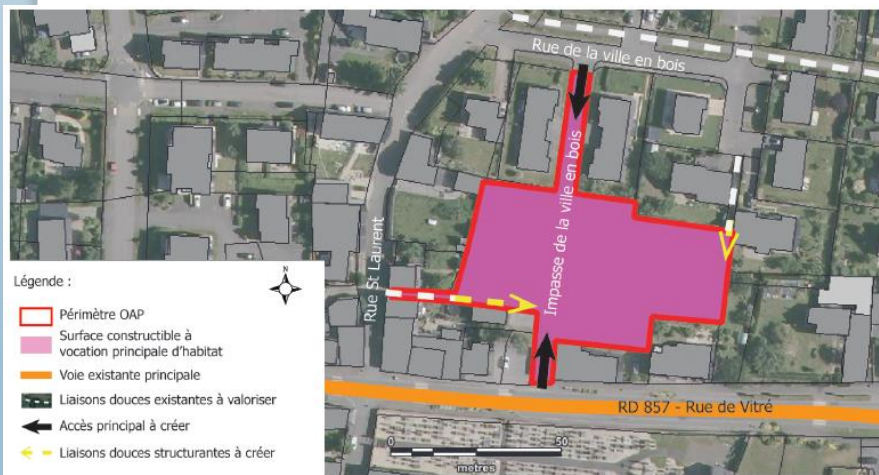 Rue de la ville en bois
Impasse de la ville en bois
Rue St Laurent
Légende :
N
Périmètre OAP
Surface constructible à
vocation principale d'habitat
Voie existante principale
Liaisons douces existantes à valoriser
Accès principal à créer
Liaisons douces structurantes à créer
RD 857 - Rue de Vitré
0 50
metres